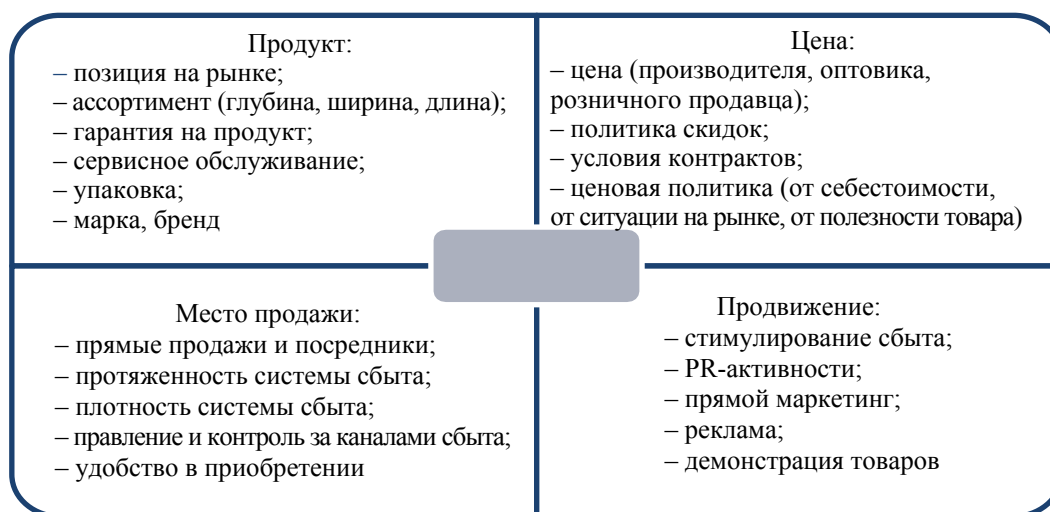 Продукт:
– позиция на рынке;
– ассортимент (глубина, ширина, длина);
– гарантия на продукт;
– сервисное обслуживание;
– упаковка;
– марка, бренд
Цена:
– цена (производителя, оптовика,
розничного продавца);
– политика скидок;
– условия контрактов;
– ценовая политика (от себестоимости,
от ситуации на рынке, от полезности товара)
Место продажи:
– прямые продажи и посредники;
– протяженность системы сбыта;
– плотность системы сбыта;
– правление и контроль за каналами сбыта;
– удобство в приобретении
Продвижение:
– стимулирование сбыта;
– PR-активности;
– прямой маркетинг;
– реклама;
– демонстрация товаров